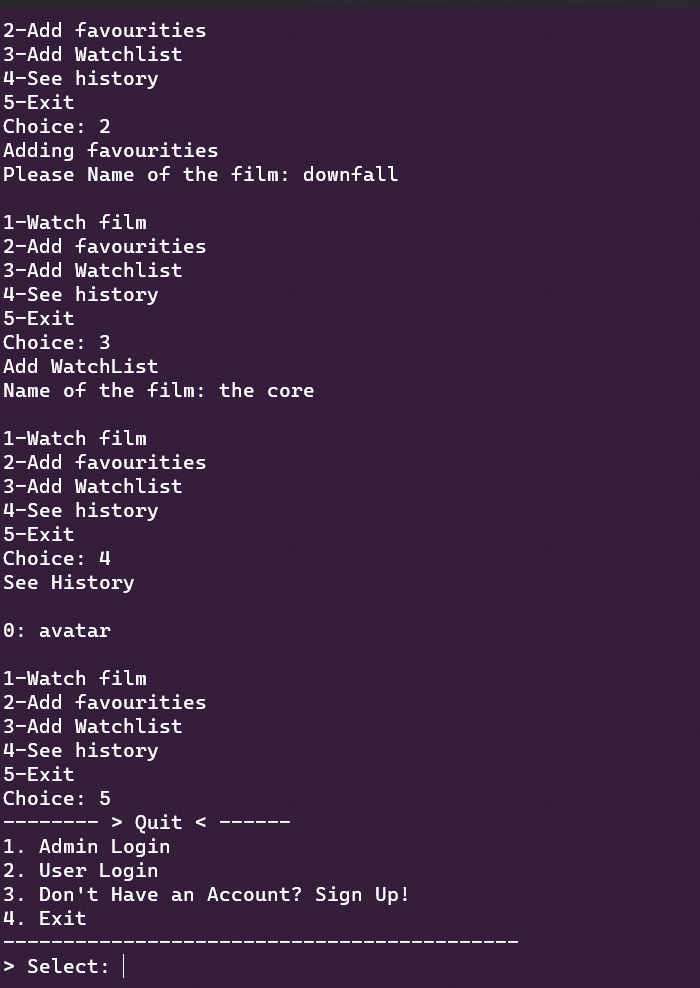 2-Add favourities
3-Add Watchlist
4-See history
5-Exit
Choice: 2
Adding favourities
Please Name of the film: downfall
1-Watch film
2-Add favourities
3-Add Watchlist
4-See history
5-Exit
Choice: 3
Add WatchList
Name of the film: the core
1-Watch film
2-Add favourities
3-Add Watchlist
4-See history
5-Exit
Choice: 4
See History
0: avatar
1-Watch film
2-Add favourities
3-Add Watchlist
4-See history
5-Exit
Choice: 5
-------- > Quit < ------
1. Admin Login
2. User Login
3. Don't Have an Account? Sign Up!
4. Exit
-------------------------------------------
> Select: